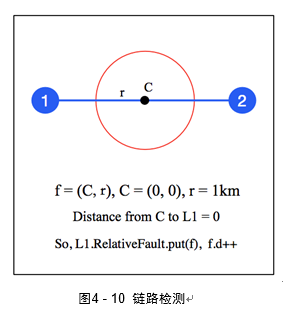 C
r
1
2
f = (C, r), C = (0, 0), r = 1km
Distance from C to L1 = 0
So, L1.RelativeFault.put(f), f.d++
图4 - 10 链路检测